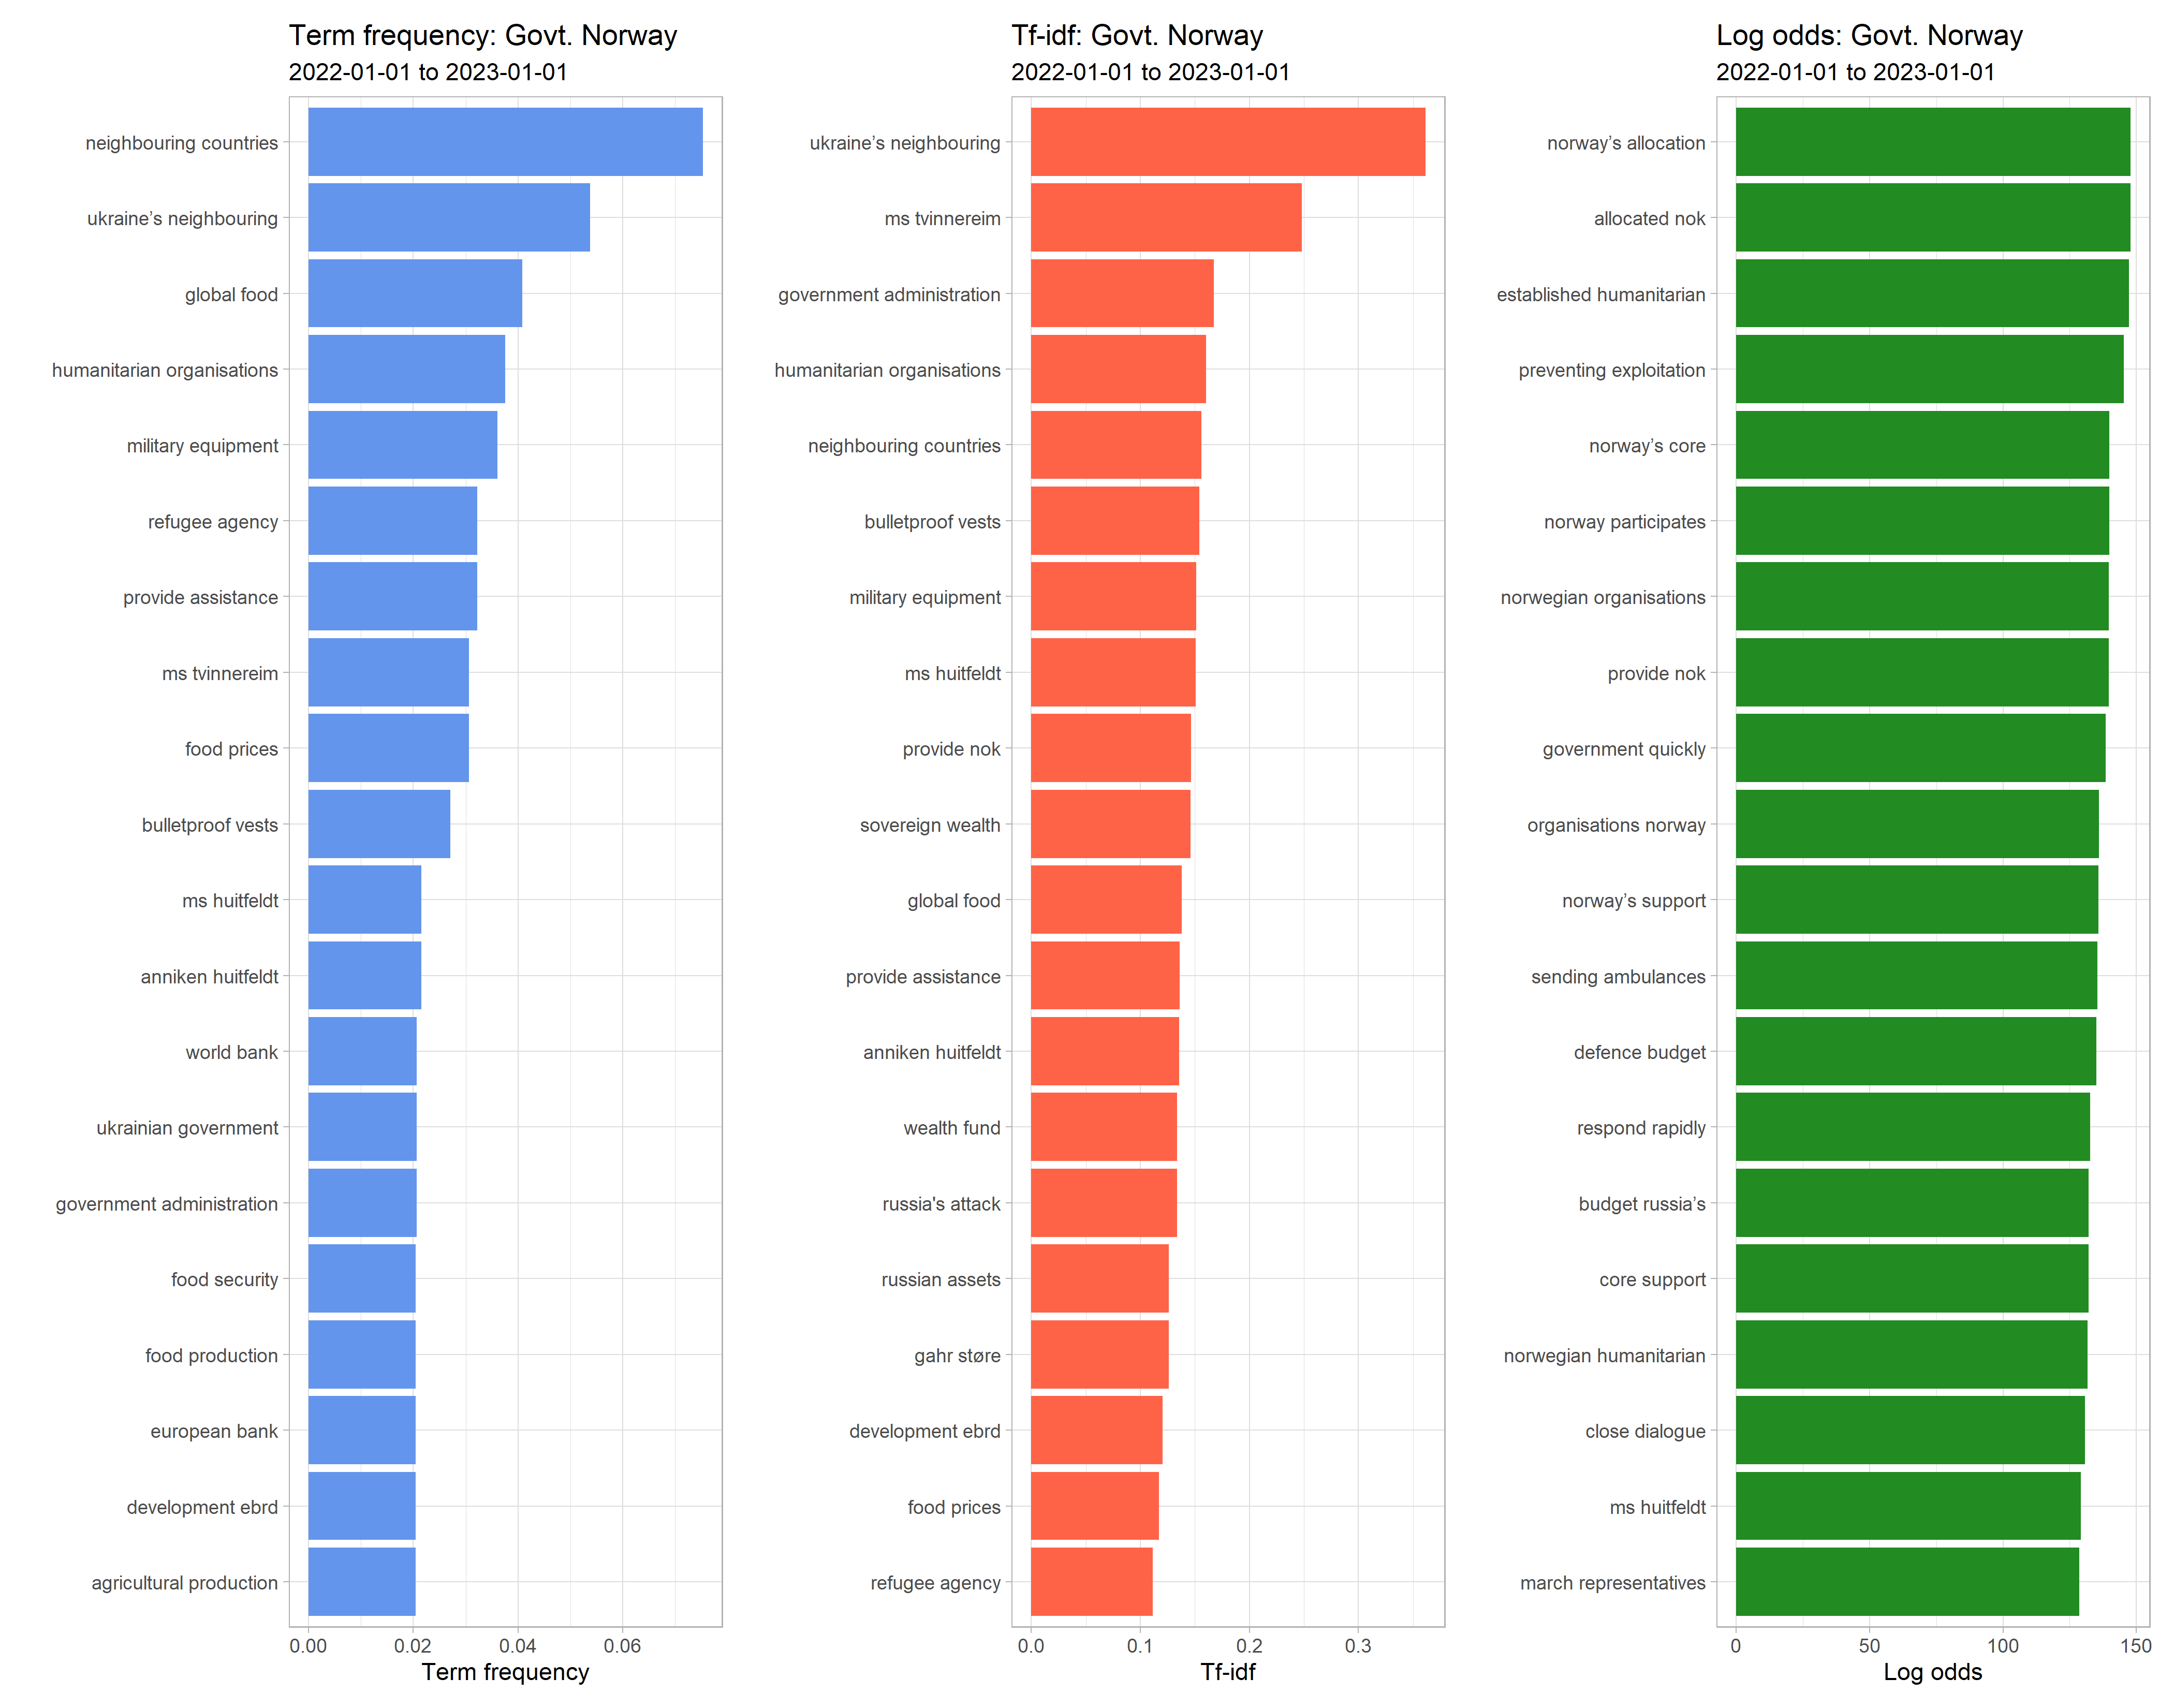 Term frequency: Govt. Norway
2022-01-01 to 2023-01-01
neighbouring countries
ukraine’s neighbouring
global food
humanitarian organisations
military equipment
refugee agency
provide assistance
ms tvinnereim
food prices
bulletproof vests
ms huitfeldt
anniken huitfeldt
world bank
ukrainian government
government administration
food security
food production
european bank
development ebrd
agricultural production
0.00 0.02 0.04 0.06
Term frequency
Tf-idf: Govt. Norway
2022-01-01 to 2023-01-01
ukraine’s neighbouring
ms tvinnereim
government administration
humanitarian organisations
neighbouring countries
bulletproof vests
military equipment
ms huitfeldt
provide nok
sovereign wealth
global food
provide assistance
anniken huitfeldt
wealth fund
russia's attack
russian assets
gahr støre
development ebrd
food prices
refugee agency
0.0 0.1 0.2 0.3
Tf-idf
Log odds: Govt. Norway
2022-01-01 to 2023-01-01
norway’s allocation
allocated nok
established humanitarian
preventing exploitation
norway’s core
norway participates
norwegian organisations
provide nok
government quickly
organisations norway
norway’s support
sending ambulances
defence budget
respond rapidly
budget russia’s
core support
norwegian humanitarian
close dialogue
ms huitfeldt
march representatives
0 50 100 150
Log odds